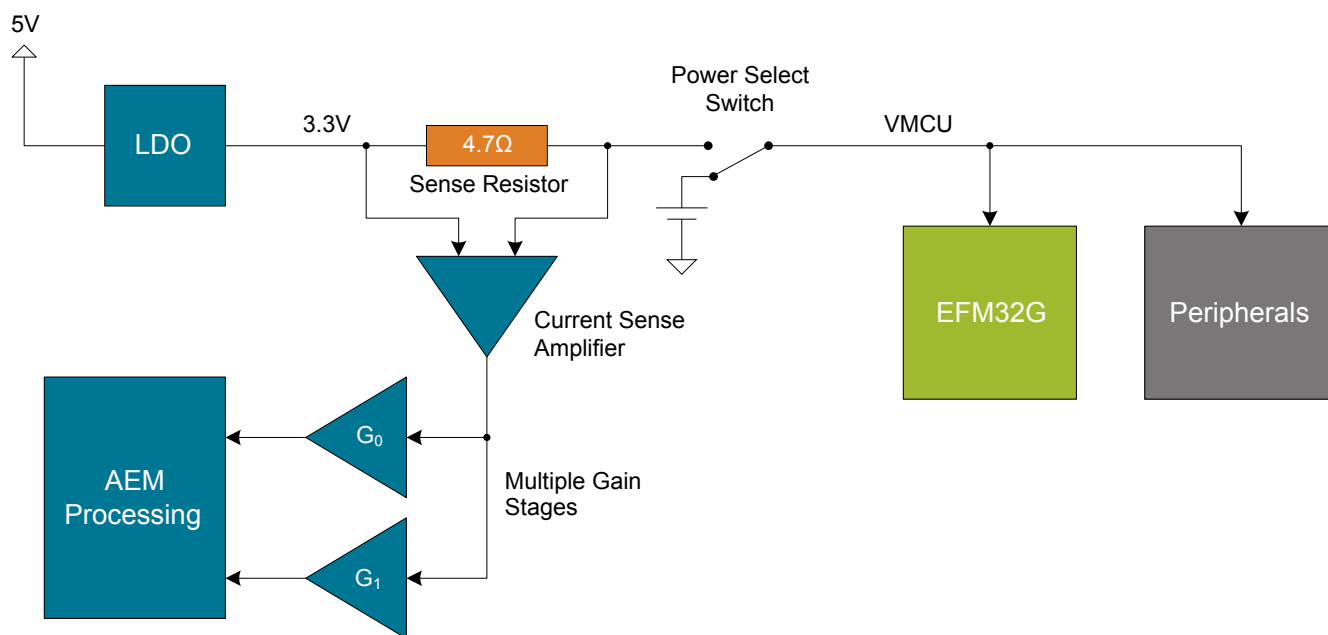 5V
LDO
3.3V
4.7Ω
Sense Resistor
Power Select
Switch
VMCU
EFM32G
Peripherals
Current Sense
Amplifier
AEM
Processing
G₀
Multiple Gain
Stages
G₁